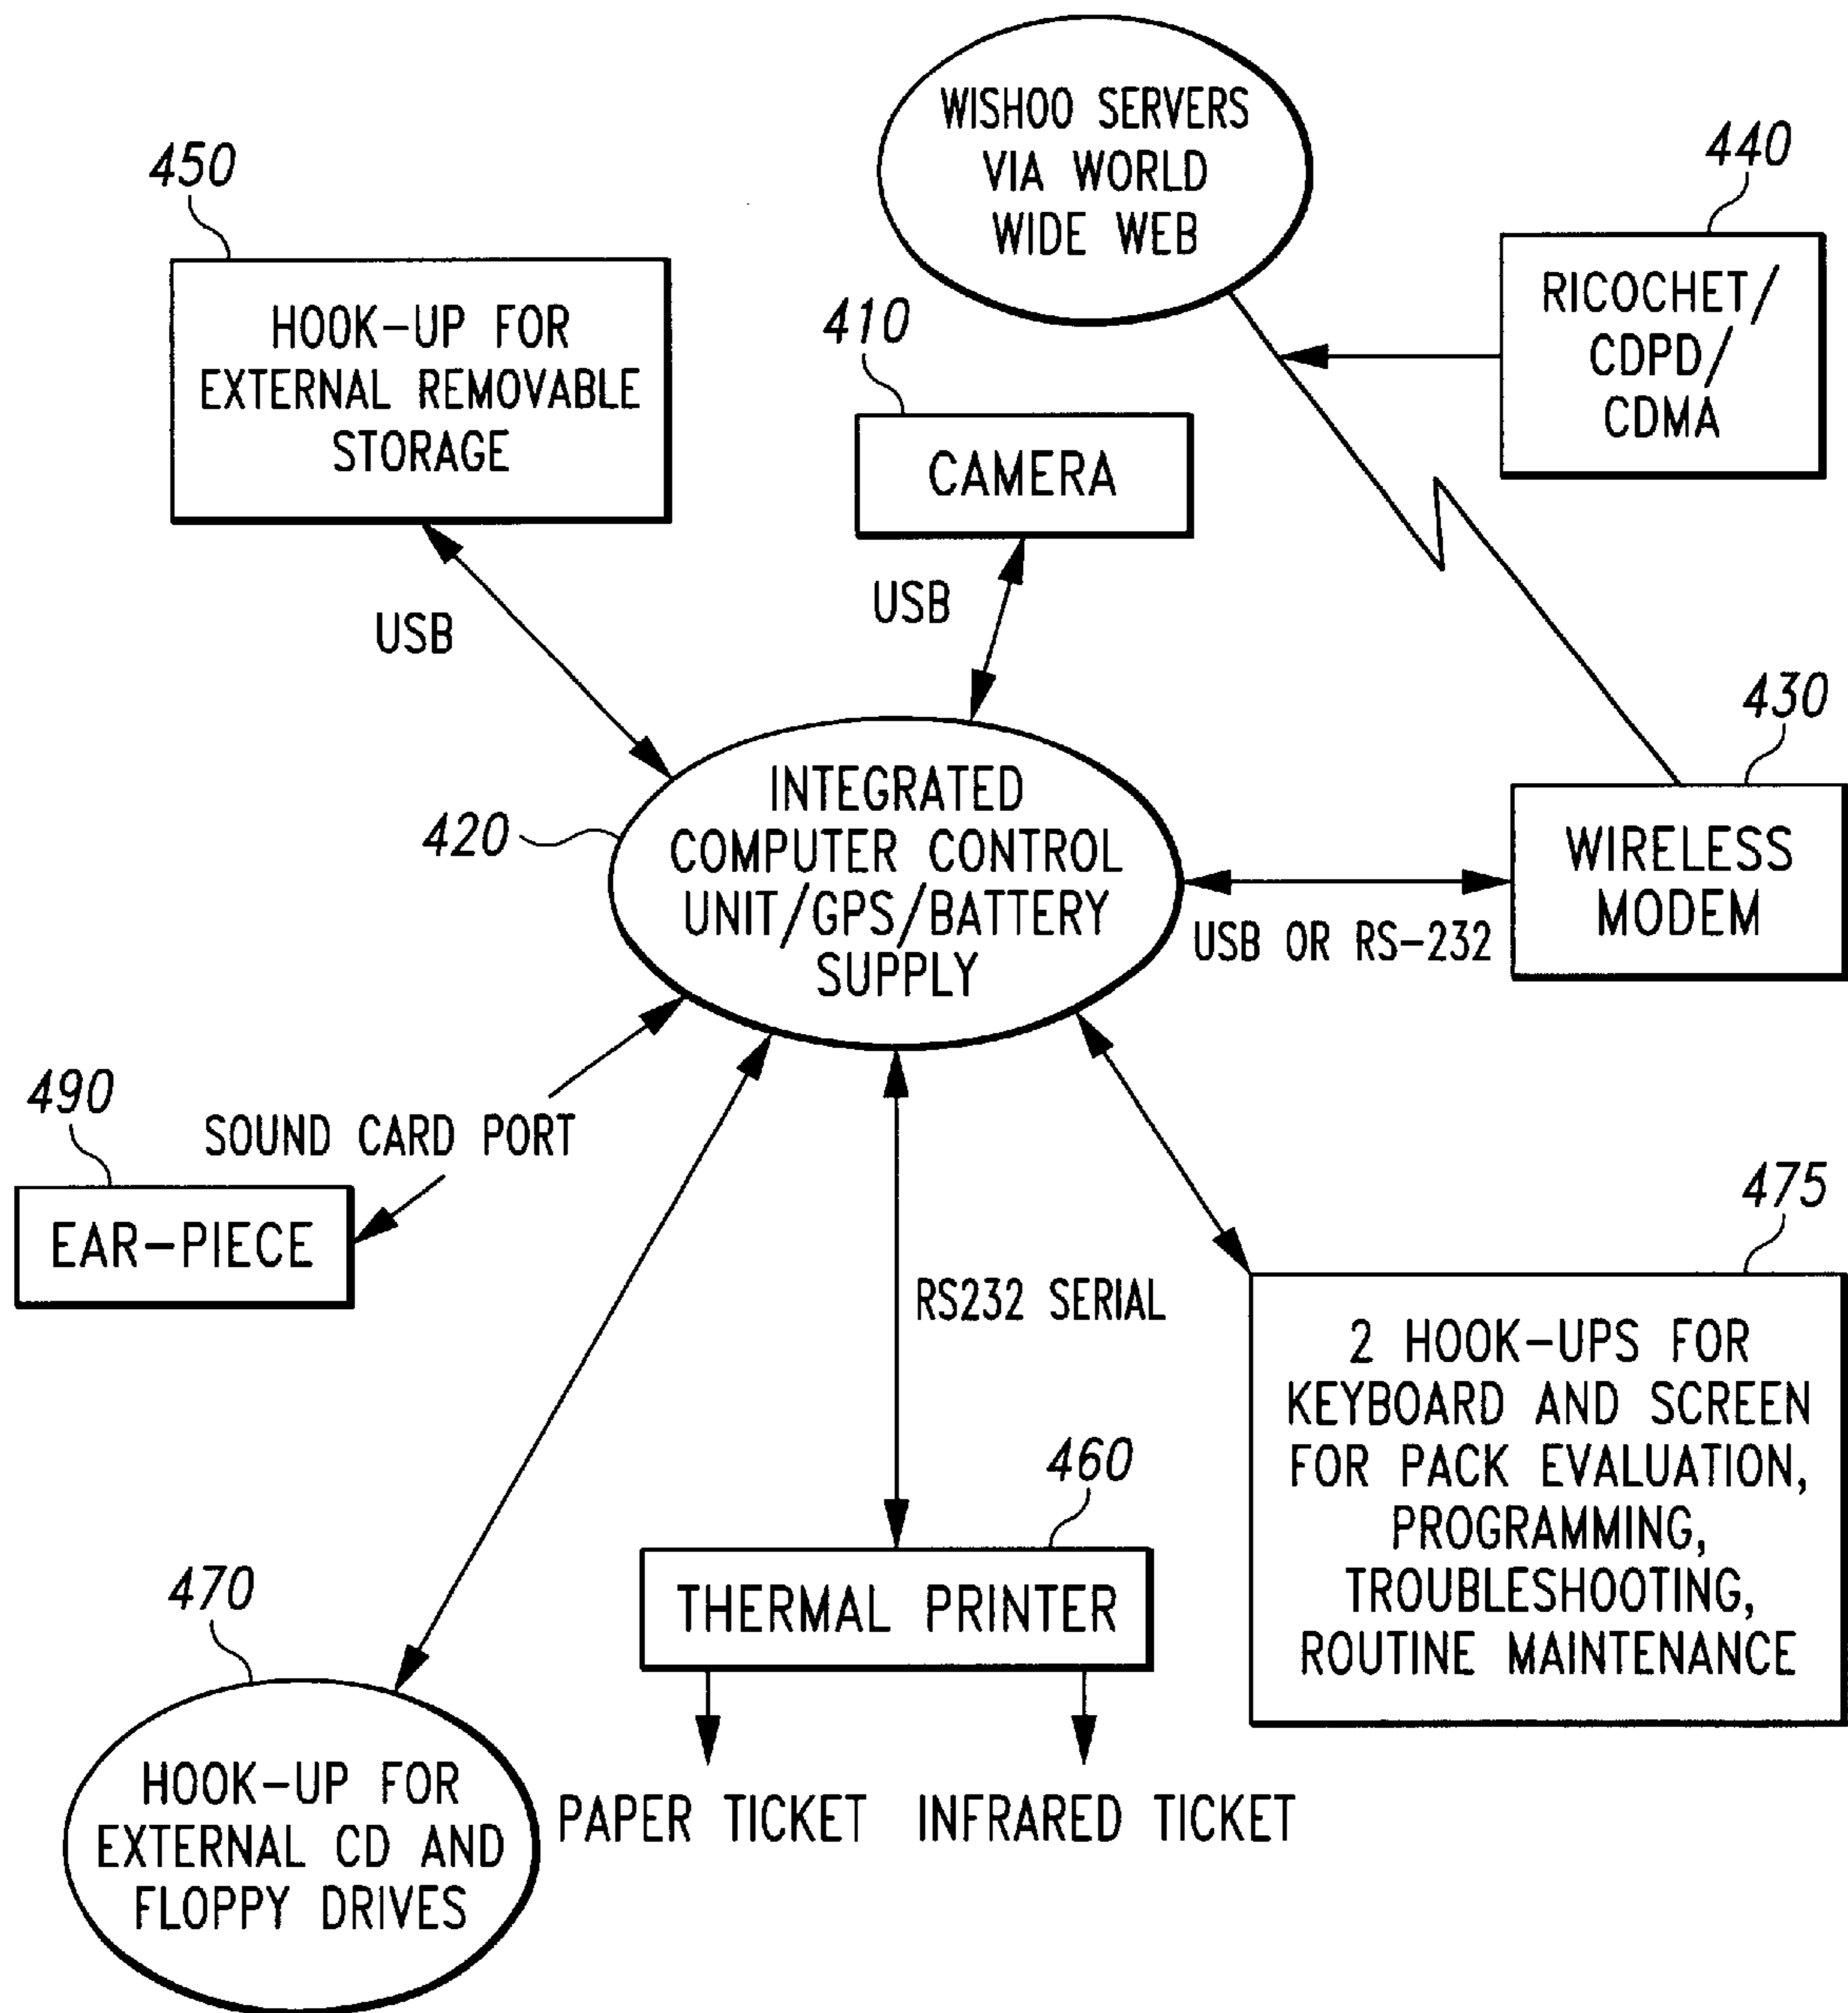 WISHOO SERVERS
VIA WORLD
WIDE WEB
440
RICOCHET/
CDPD/
CDMA
450
HOOK-UP FOR
EXTERNAL REMOVABLE
STORAGE
410
CAMERA
USB
USB
430
WIRELESS
MODEM
420
INTEGRATED
COMPUTER CONTROL
UNIT/GPS/BATTERY
SUPPLY
USB OR RS-232
490
SOUND CARD PORT
EAR-PIECE
RS232 SERIAL
475
2 HOOK-UPS FOR
KEYBOARD AND SCREEN
FOR PACK EVALUATION,
PROGRAMMING,
TROUBLESHOOTING,
ROUTINE MAINTENANCE
460
THERMAL PRINTER
PAPER TICKET
INFRARED TICKET
470
HOOK-UP FOR
EXTERNAL CD AND
FLOPPY DRIVES